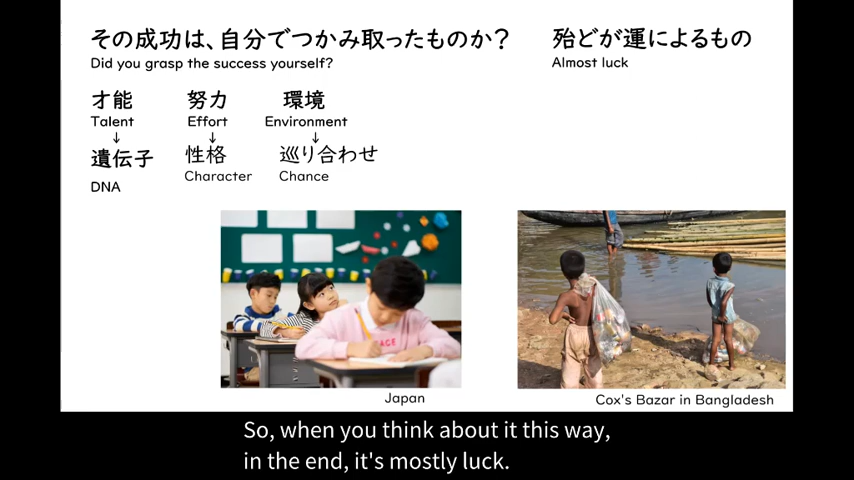 その成功は、自分でつかみ取ったものか？
Did you grasp the success yourself?
殆どが運によるもの
Almost luck
才能 努力 環境
Talent Effort Environment
↓ ↓ ↓
遺伝子 性格 巡り合わせ
DNA Character Chance
PEACE
Japan
Cox's Bazar in Bangladesh
So, when you think about it this way,
in the end, it's mostly luck.